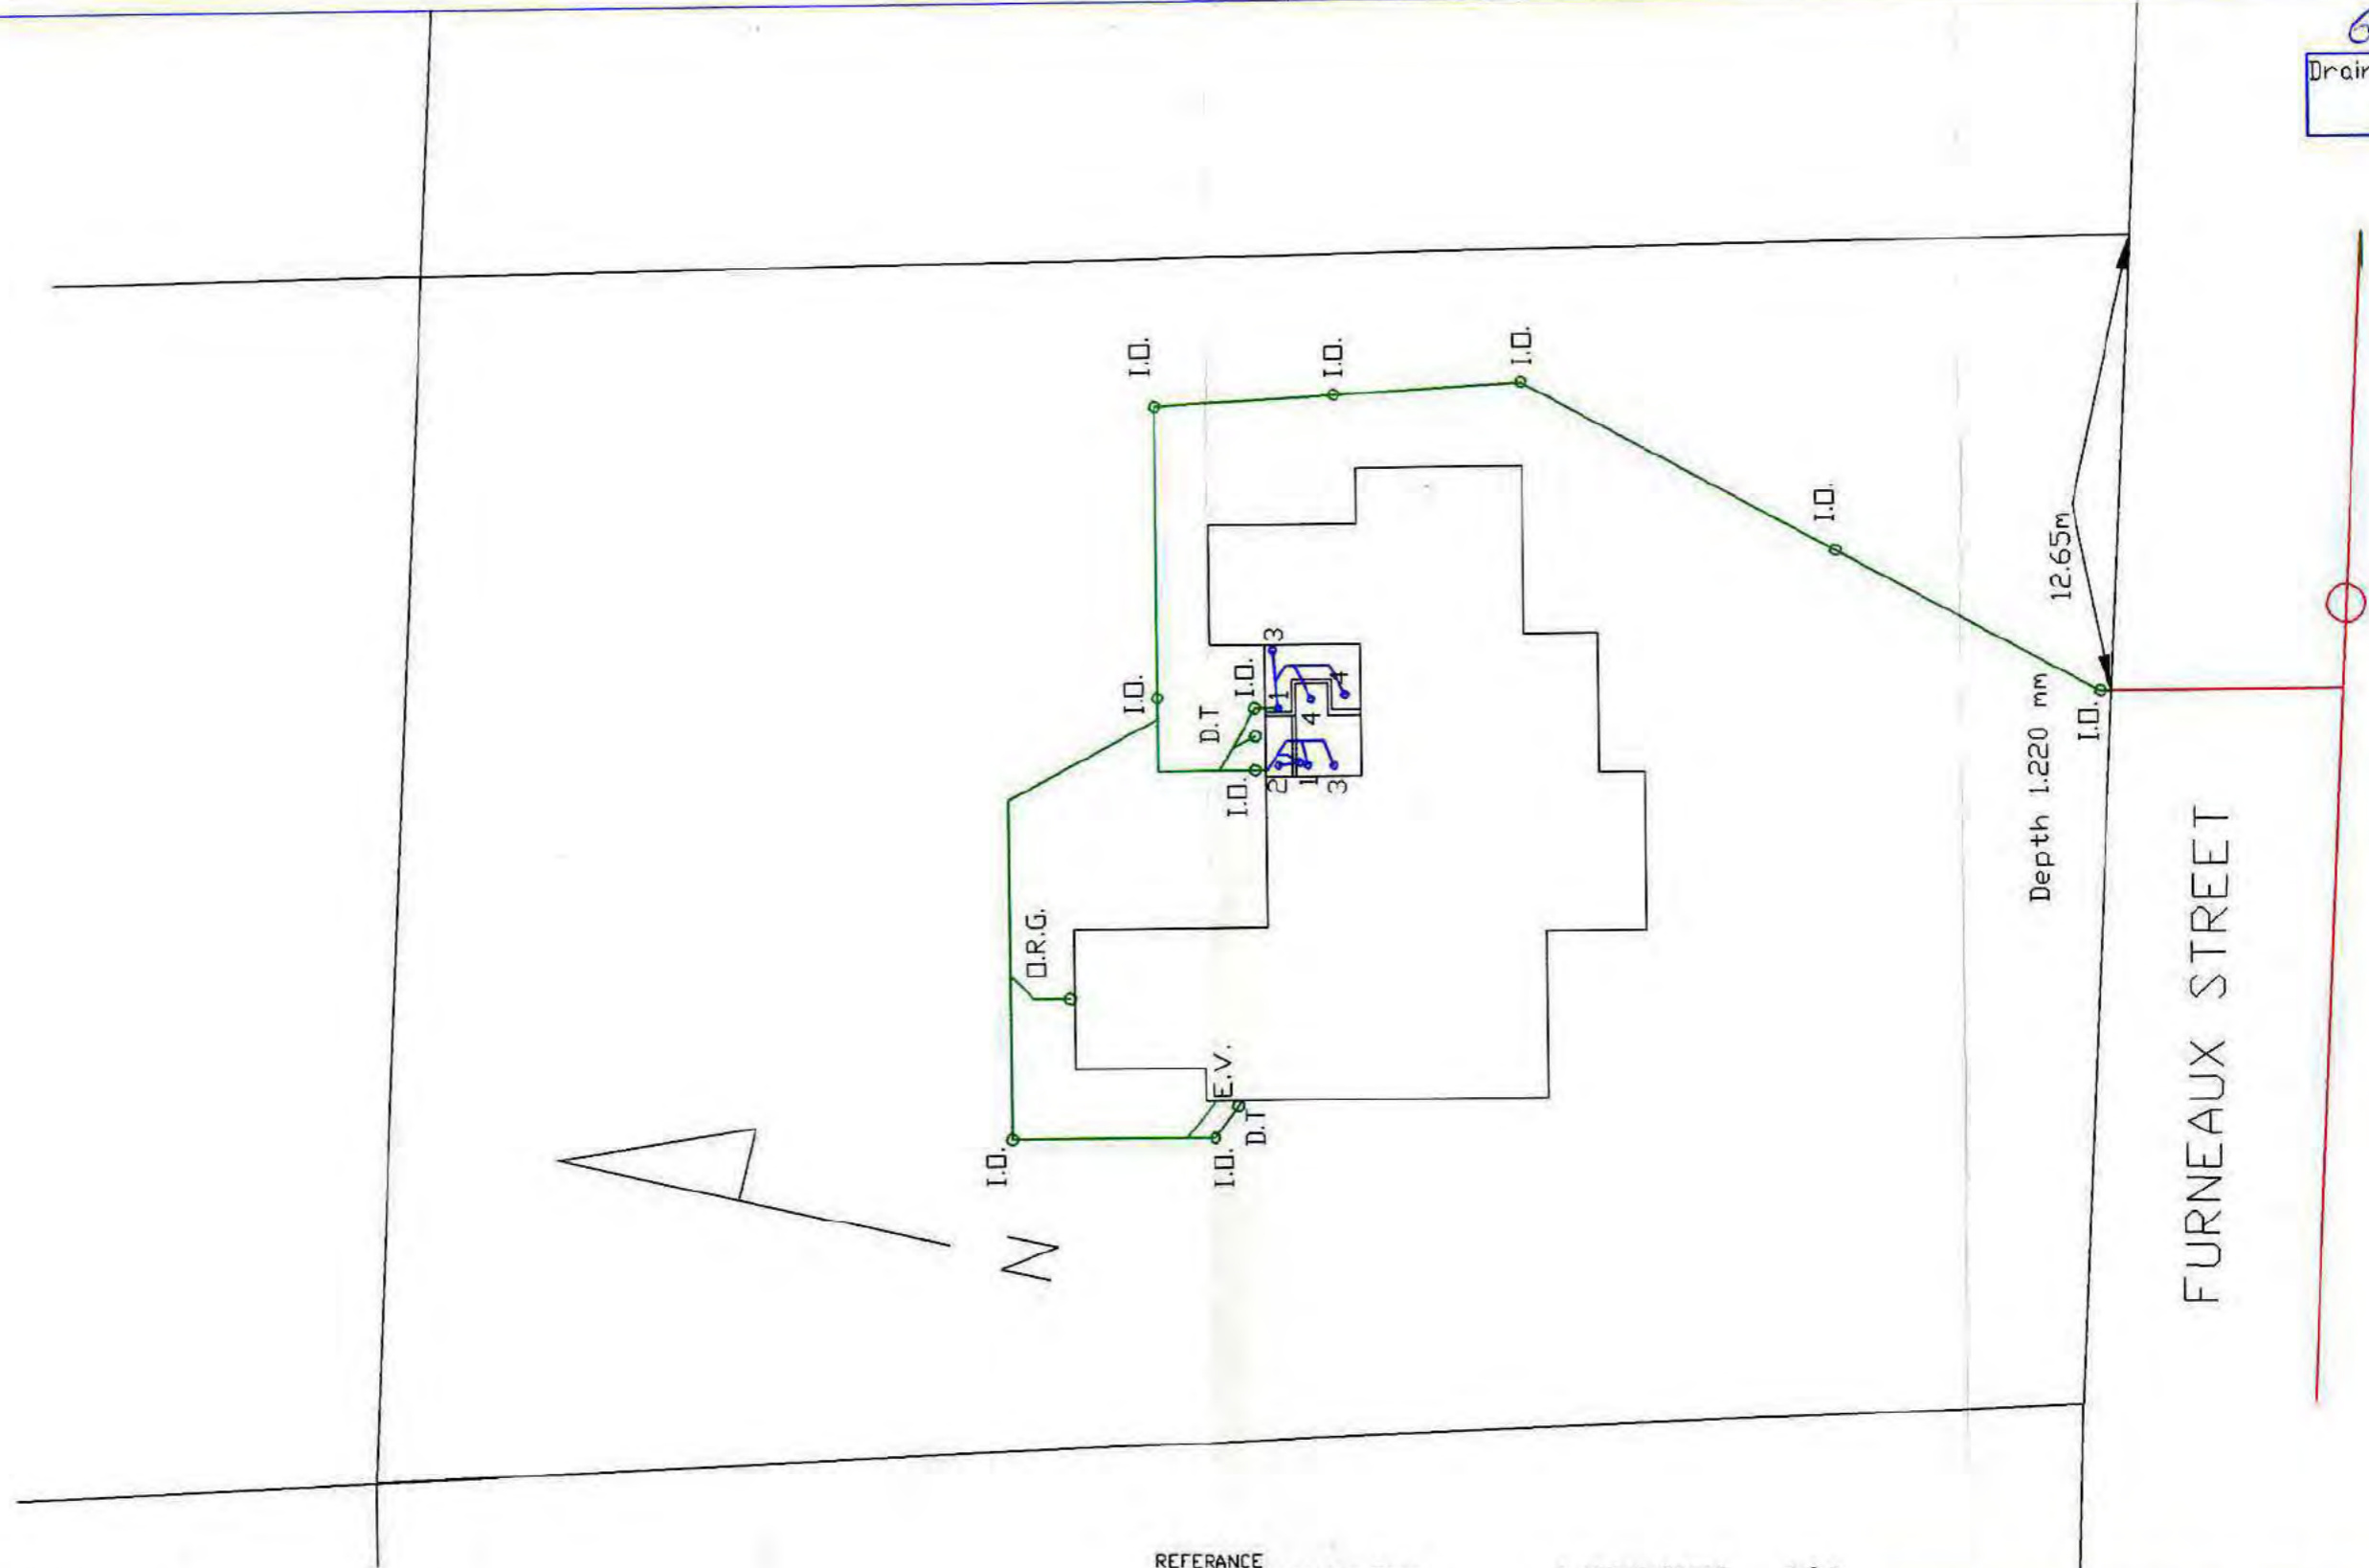 Drain
I.O.
I.O.
I.O.
I.O.
12.65m
I.O.
Depth 1.220 mm
FURNEAUX STREET
I.O.
D.T
I.O.
3
1
4
4
I.O.
2
1
3
O.R.G.
E.V.
D.T
I.O.
I.O.
N
REFERANCE